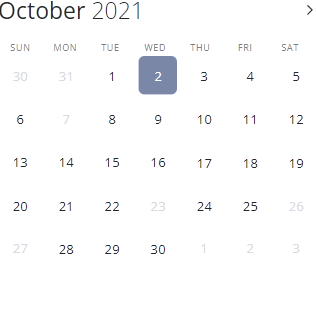 October 2021
SUN MON TUE WED THU FRI SAT
30 31 1 2 3 4 5
6 7 8 9 10 11 12
13 14 15 16 17 18 19
20 21 22 23 24 25 26
27 28 29 30 1 2 3